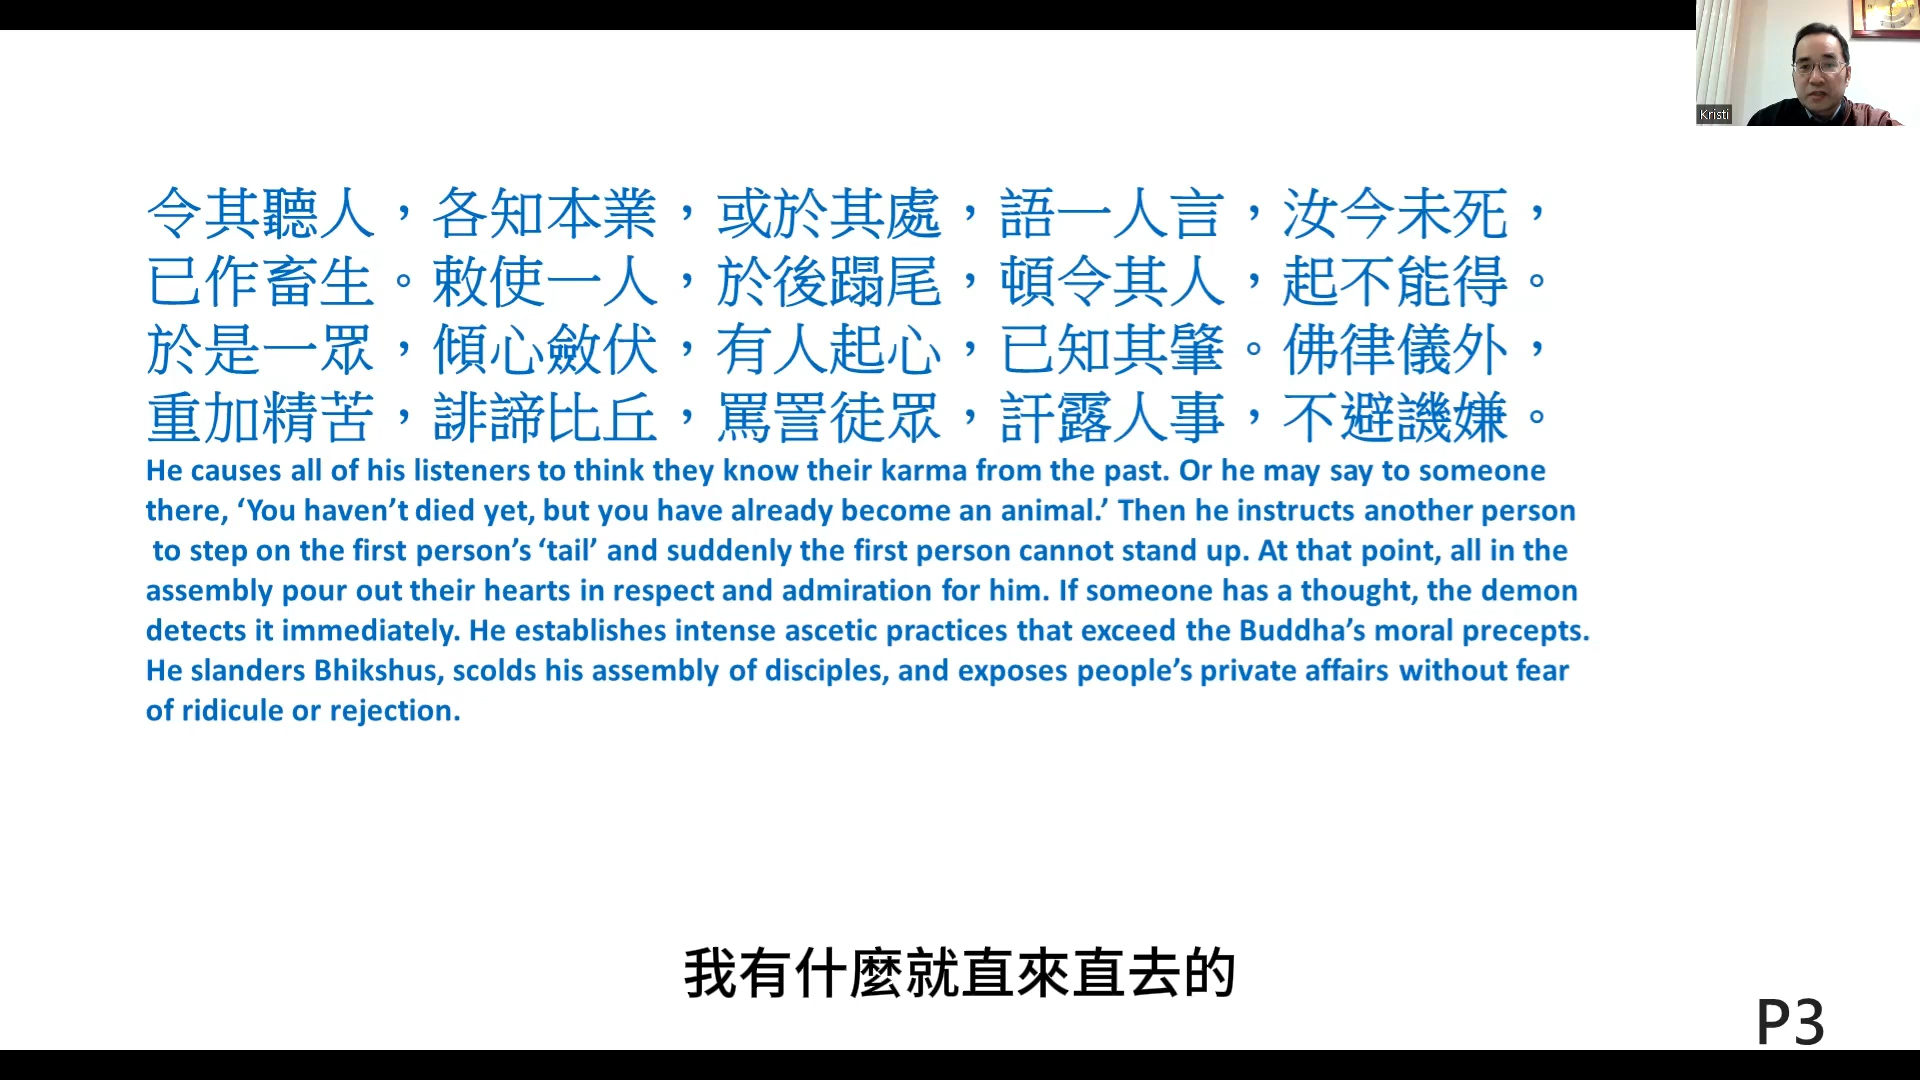 Kristi
令其聽人，各知本業，或於其處，語一人言，汝今未死，
已作畜生。敕使一人，於後蹋尾，頓令其人，起不能得。
於是一眾，傾心斂伏，有人起心，已知其肇。佛律儀外，
重加精苦，誹諦比丘，罵詈徒眾，訐露人事，不避譏嫌。
He causes all of his listeners to think they know their karma from the past. Or he may say to someone
there, ‘You haven’t died yet, but you have already become an animal.’ Then he instructs another person
to step on the first person’s ‘tail’ and suddenly the first person cannot stand up. At that point, all in the
assembly pour out their hearts in respect and admiration for him. If someone has a thought, the demon
detects it immediately. He establishes intense ascetic practices that exceed the Buddha’s moral precepts.
He slanders Bhikshus, scolds his assembly of disciples, and exposes people’s private affairs without fear
of ridicule or rejection.
我有什麼就直來直去的
P3